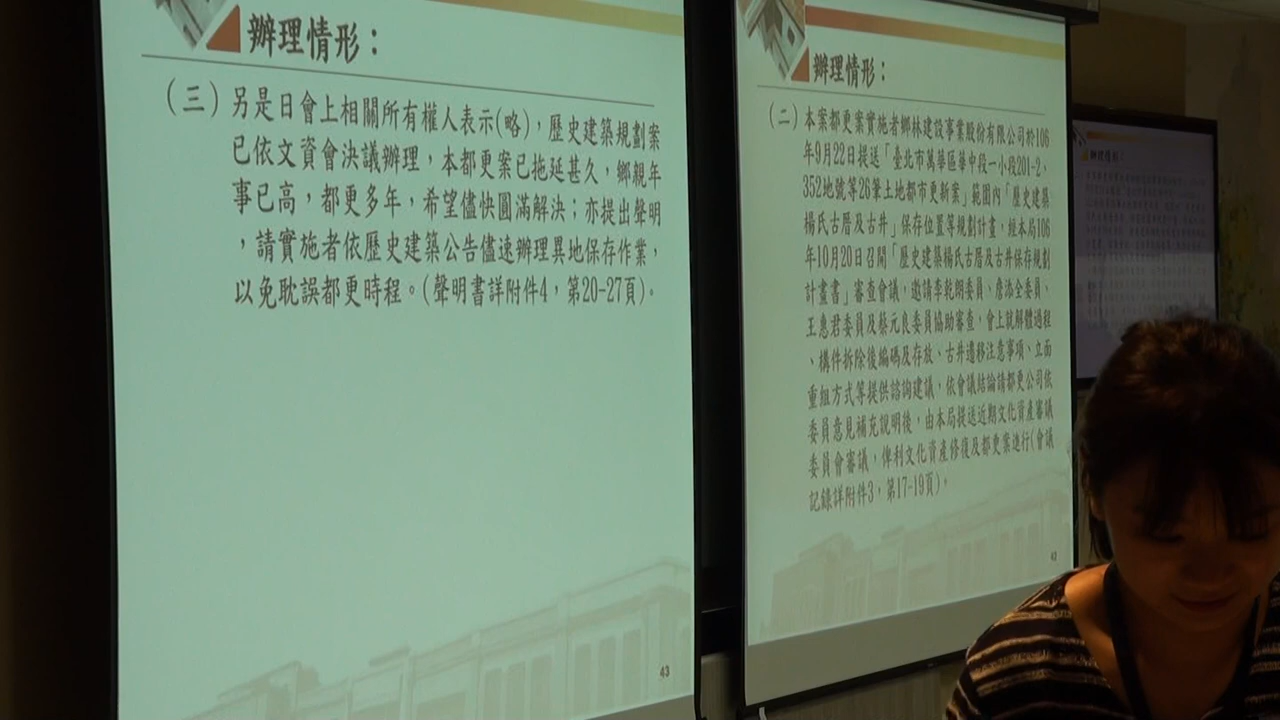 辦理情形：
（三）另是日會上相關所有權人表示(略)，歷史建築規劃案
已依文資會決議辦理，本都更案已拖延甚久，鄉親年
事已高，都更多年，希望儘快圓滿解決；亦提出聲明
，請實施者依歷史建築公告儘速辦理異地保存作業，
以免耽誤都更時程。(聲明書詳附件4，第20-27頁)。
43
辦理情形：
（二）本案都更案實施者鄉林建設事業股份有限公司於106
年9月22日提送「臺北市萬華區華中段一小段201-2、
352地號等26筆土地都市更新案」範圍內「歷史建築
楊氏古厝及古井」保存位置等規劃計畫，經本局106
年10月20日召開「歷史建築楊氏古厝及古井保存規劃
計畫書」審查會議，邀請李乾朗委員、詹添全委員、
王惠君委員及蔡元良委員協助審查，會上就解體過程
、構件拆除後編碼及存放、古井遷移注意事項、立面
重組方式等提供諮詢建議，依會議結論請都更公司依
委員意見補充說明後，由本局提送近期文化資產審議
委員會審議，俾利文化資產修復及都更案進行(會議
記錄詳附件3，第17-19頁)。
42
辦理情形：